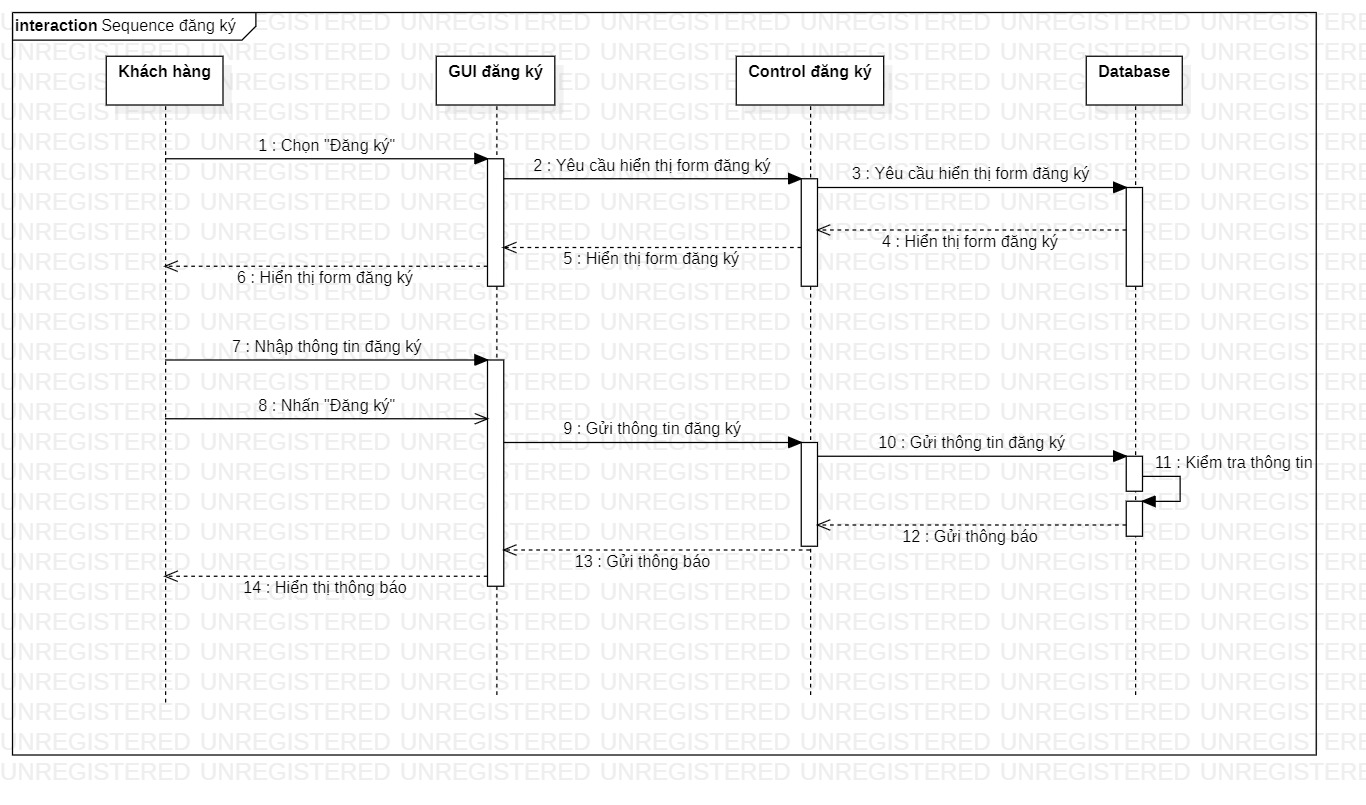 interaction Sequence đăng ký
Khách hàng
GUI đăng ký
Control đăng ký
Database
1 : Chọn "Đăng ký"
2 : Yêu cầu hiển thị form đăng ký
3 : Yêu cầu hiển thị form đăng ký
4 : Hiển thị form đăng ký
5 : Hiển thị form đăng ký
6 : Hiển thị form đăng ký
7 : Nhập thông tin đăng ký
8 : Nhấn "Đăng ký"
9 : Gửi thông tin đăng ký
10 : Gửi thông tin đăng ký
11 : Kiểm tra thông tin
12 : Gửi thông báo
13 : Gửi thông báo
14 : Hiển thị thông báo
UNREGISTERED